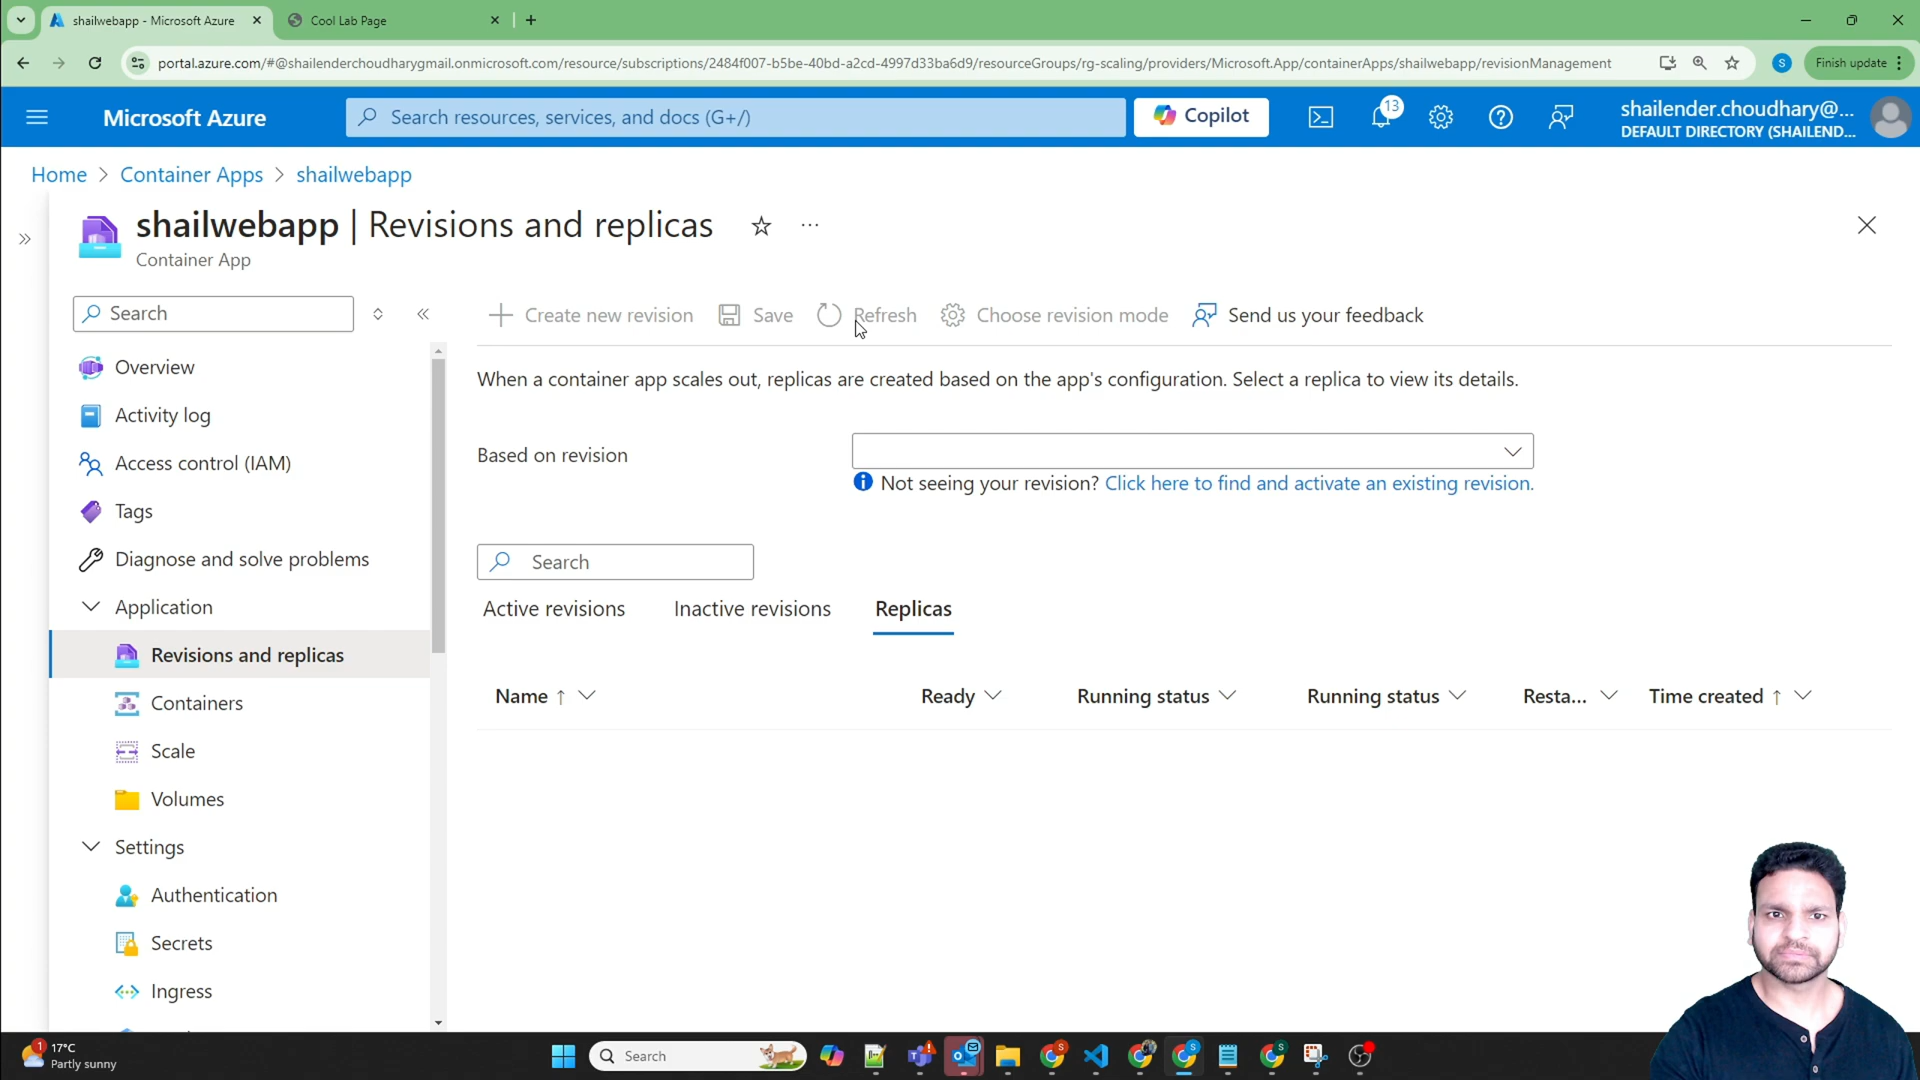 shailwebapp - Microsoft Azure
Cool Lab Page
portal.azure.com/#@shailenderchoudharygmail.onmicrosoft.com/resource/subscriptions/2484f007-b5be-40bd-a2cd-4997d33ba6d9/resourceGroups/rg-scaling/providers/Microsoft.App/containerApps/shailwebapp/revisionManagement
S
Finish update
Microsoft Azure
Search resources, services, and docs (G+/)
Copilot
13
shailender.choudhary@...
DEFAULT DIRECTORY (SHAILEND...
Home > Container Apps > shailwebapp
shailwebapp | Revisions and replicas
Container App
Search
Create new revision
Save
Refresh
Choose revision mode
Send us your feedback
Overview
Activity log
Access control (IAM)
Tags
Diagnose and solve problems
Application
Revisions and replicas
Containers
Scale
Volumes
Settings
Authentication
Secrets
Ingress
When a container app scales out, replicas are created based on the app's configuration. Select a replica to view its details.
Based on revision
Not seeing your revision? Click here to find and activate an existing revision.
Search
Active revisions
Inactive revisions
Replicas
Name
Ready
Running status
Running status
Resta...
Time created
1
17°C
Partly sunny
Search